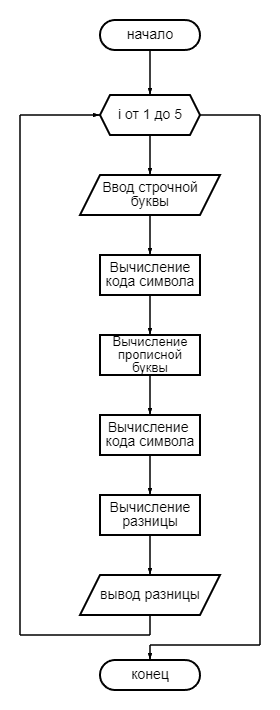 начало
i от 1 до 5
Ввод строчной
буквы
Вычисление
кода символа
Вычисление
прописной
буквы
Вычисление
кода символа
Вычисление
разницы
вывод разницы
конец